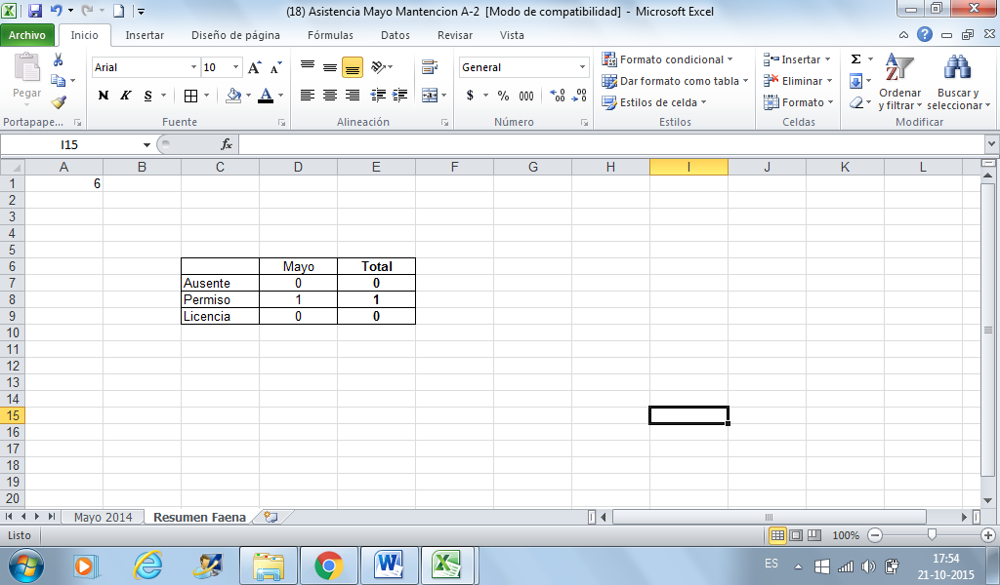 (18) Asistencia Mayo Mantencion A-2 [Modo de compatibilidad] - Microsoft Excel
Archivo Inicio Insertar Diseño de página Fórmulas Datos Revisar Vista
Pegar
Arial 10 A A
N K S A
General
$ % 000
Formato condicional
Dar formato como tabla
Estilos de celda
Insertar
Eliminar
Formato
Σ
Ordenar y filtrar
Buscar y seleccionar
Portapape... Fuente Alineación Número Estilos Celdas Modificar
I15 fx
A B C D E F G H I J K L
1 6
2
3
4
5
6 Mayo Total
7 Ausente 0 0
8 Permiso 1 1
9 Licencia 0 0
10
11
12
13
14
15
16
17
18
19
20
Mayo 2014 Resumen Faena
Listo 100%
ES 17:54
21-10-2015